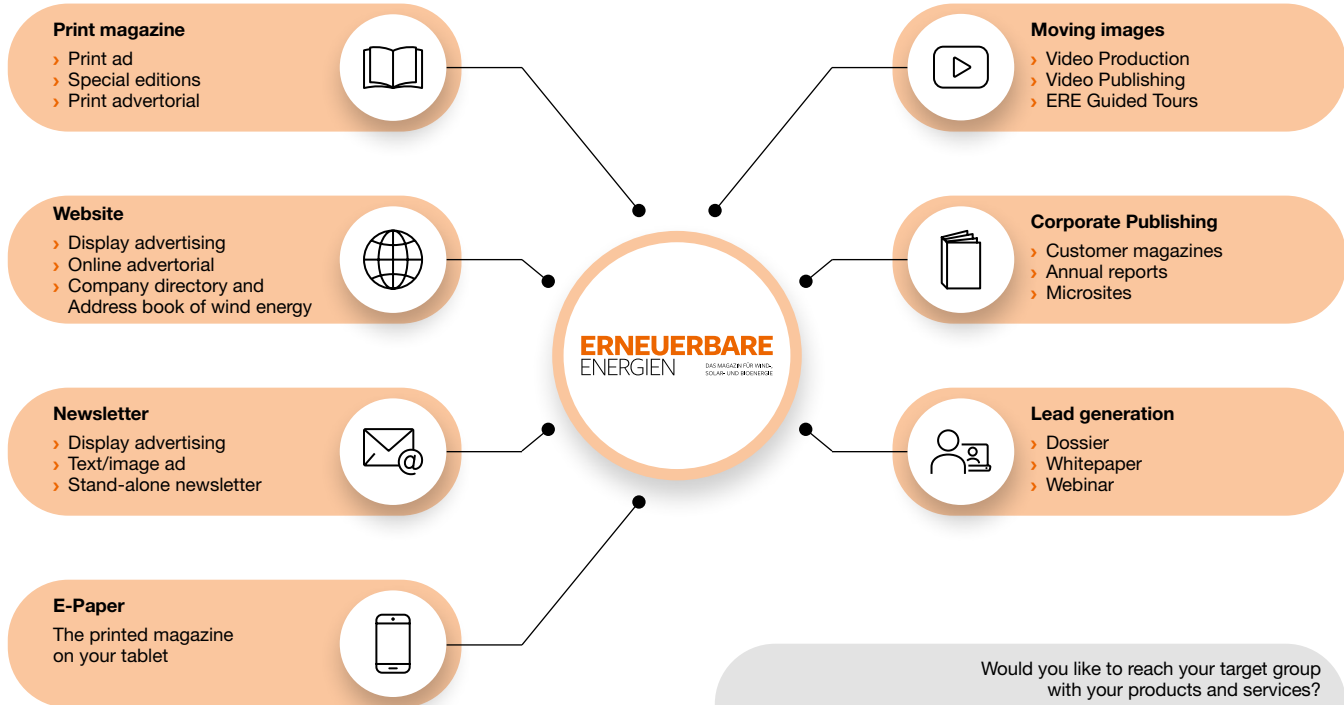 Print magazine
› Print ad
› Special editions
› Print advertorial
Website
› Display advertising
› Online advertorial
› Company directory and
Address book of wind energy
Newsletter
› Display advertising
› Text/image ad
› Stand-alone newsletter
E-Paper
The printed magazine
on your tablet
ERNEUERBARE
ENERGIEN
DAS MAGAZIN FÜR WIND-,
SOLAR- UND BIOENERGIE
Moving images
› Video Production
› Video Publishing
› ERE Guided Tours
Corporate Publishing
› Customer magazines
› Annual reports
› Microsites
Lead generation
› Dossier
› Whitepaper
› Webinar
Would you like to reach your target group
with your products and services?